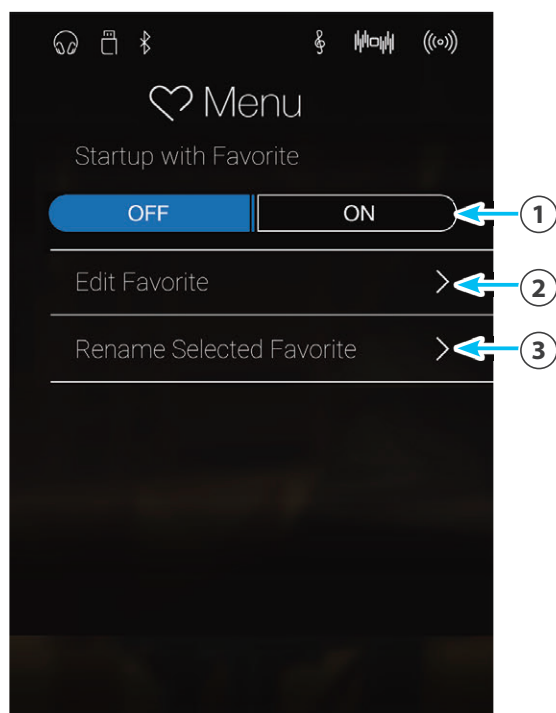 Menu
Startup with Favorite
OFF ON 1
Edit Favorite 2
Rename Selected Favorite 3